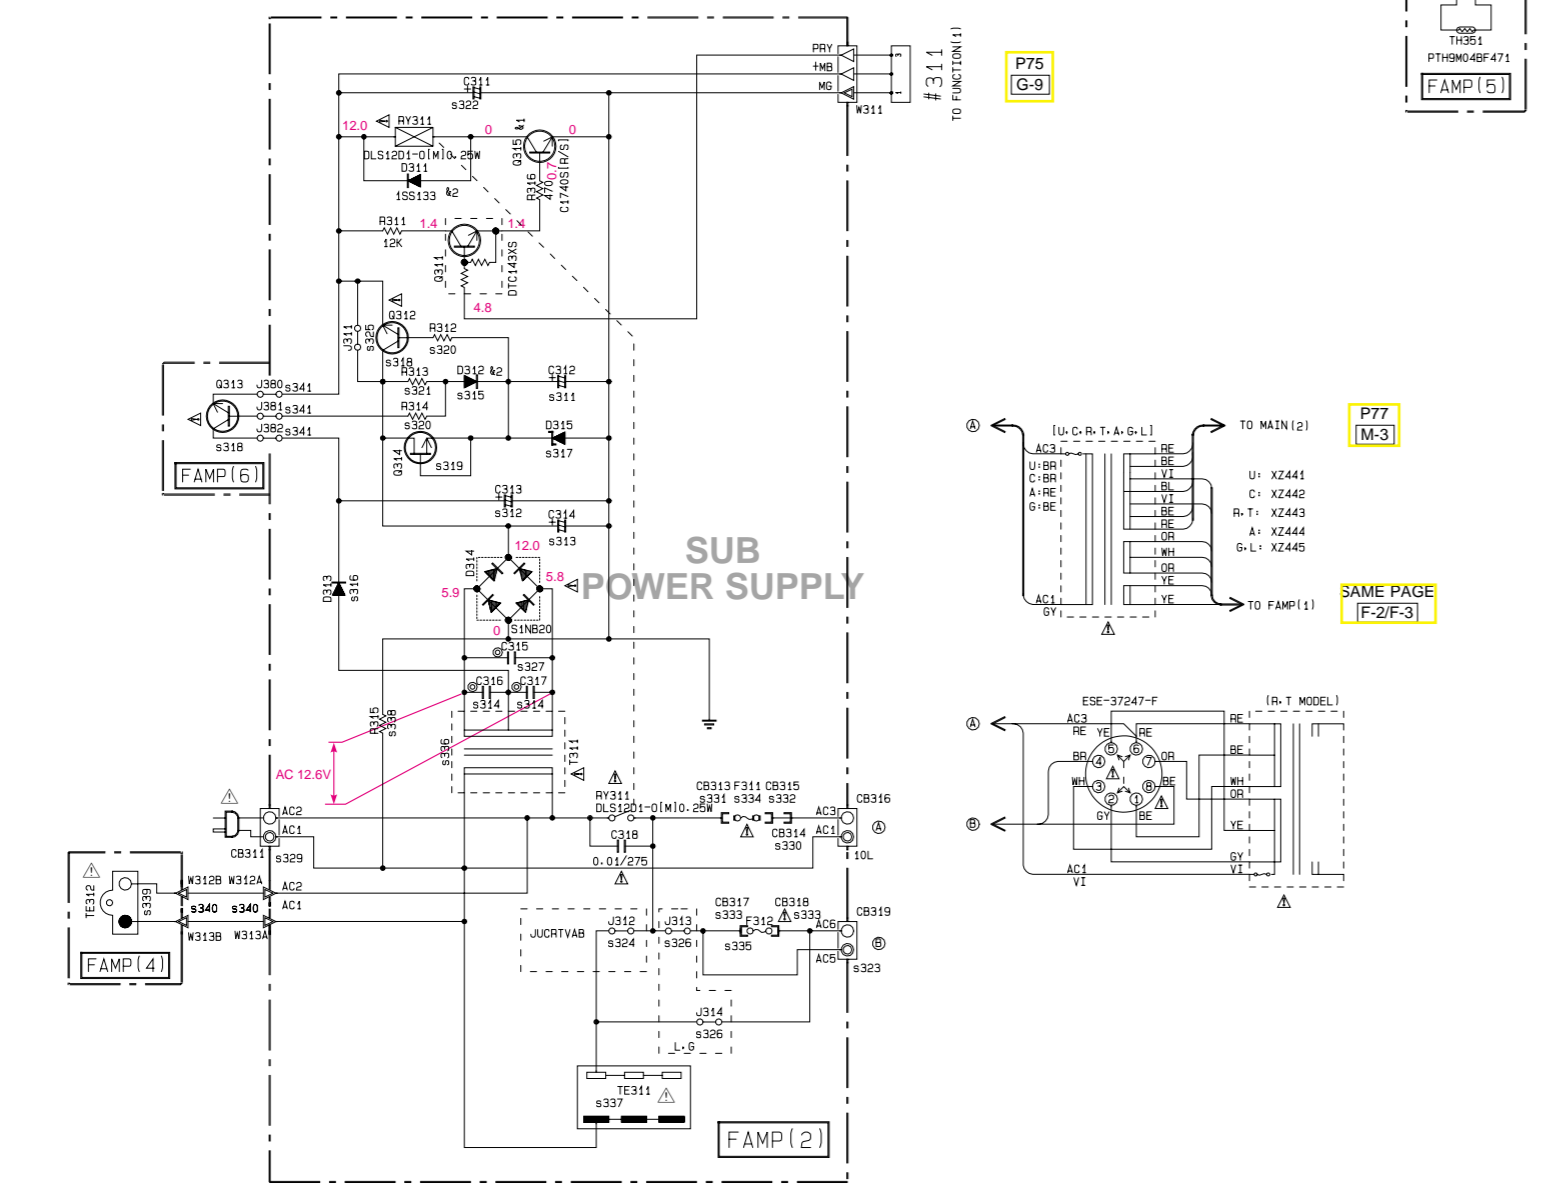 PRY
+MB
MG
W311
3
1
#311
TO FUNCTION(1)
P75
G-9
TH351
PTH9M04BF471
FAMP(5)
C311
s322
12.0
RY311
0
Q315 &1
0
DLS12D1-O[M]0.25W
D311
1SS133 &2
R316
470
0.7
C1740S[R/S]
R311
12K
1.4
1.4
Q311
DTC143XS
4.8
Q312
s318
J311
s325
R312
s320
R313
s321
D312 &2
s315
C312
s311
R314
s320
Q314
s319
D315
s317
Q313
s318
J380 s341
J381 s341
J382 s341
FAMP(6)
C313
s312
C314
s313
12.0
D314
5.9
5.8
0
S1NB20
D313
s316
SUB
POWER SUPPLY
C315
s327
C316
s314
C317
s314
R315
s338
s336
T311
AC 12.6V
AC2
AC1
CB311
s329
RY311
DLS12D1-O[M]0.25W
C318
0.01/275
CB313 F311 CB315
s331 s334 s332
CB314
s330
AC3
AC1
CB316
10L
A
TE312
s339
W312B W312A
s340 s340
W313B W313A
AC2
AC1
FAMP(4)
JUCRTVAB
J312
s324
J313
s326
CB317
s333
F312
s335
CB318
s333
AC6
AC5
CB319
s323
B
J314
s326
L,G
TE311
s337
FAMP(2)
A
[U,C,R,T,A,G,L]
AC3
U:BR
C:BR
A:RE
G:BE
AC1
GY
RE
BE
VI
BL
VI
BE
RE
OR
WH
OR
YE
YE
TO MAIN(2)
P77
M-3
U: XZ441
C: XZ442
R,T: XZ443
A: XZ444
G,L: XZ445
TO FAMP(1)
SAME PAGE
F-2/F-3
ESE-37247-F
(R,T MODEL)
A
AC3
RE
YE
RE
5
6
BR
4
7
OR
WH
3
8
BE
2
1
GY
BE
B
AC1
VI
RE
BE
WH
OR
YE
GY
VI